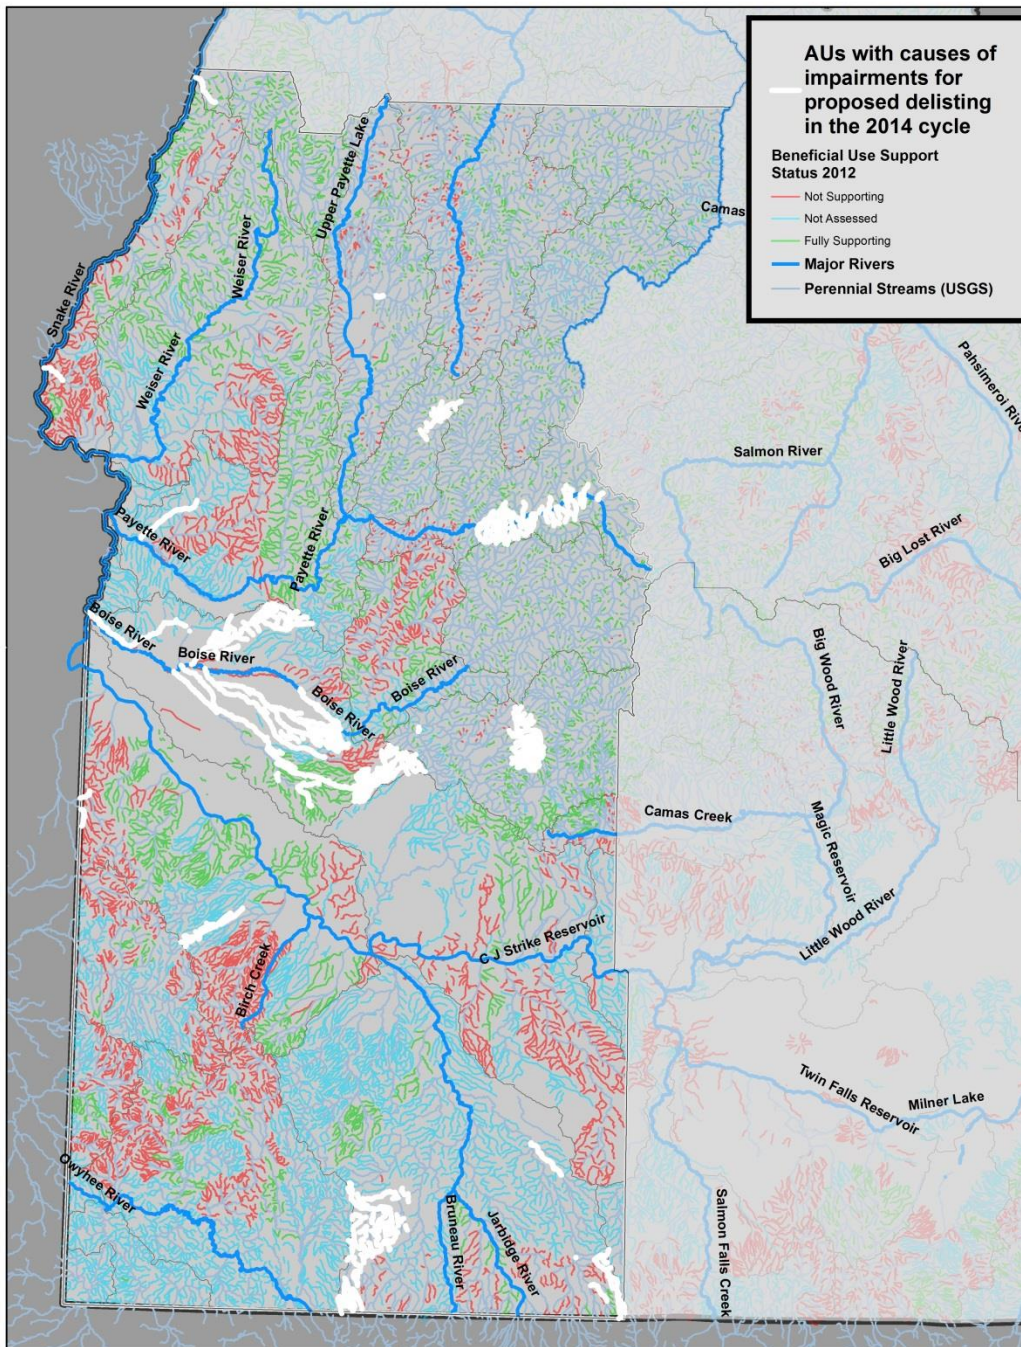 AUs with causes of
impairments for
proposed delisting
in the 2014 cycle
Beneficial Use Support
Status 2012
Not Supporting
Not Assessed
Fully Supporting
Major Rivers
Perennial Streams (USGS)
Upper Payette Lake
Camas
Weiser River
Snake River
Weiser River
Pahsimeroi Rive
Salmon River
Payette River
Payette River
Big Lost River
Boise River
Boise River
Boise River
Boise River
Big Wood River
Little Wood River
Camas Creek
Magic Reservoir
Little Wood River
C J Strike Reservoir
Birch Creek
Twin Falls Reservoir
Milner Lake
Owyhee River
Bruneau River
Jarbidge River
Salmon Falls Creek